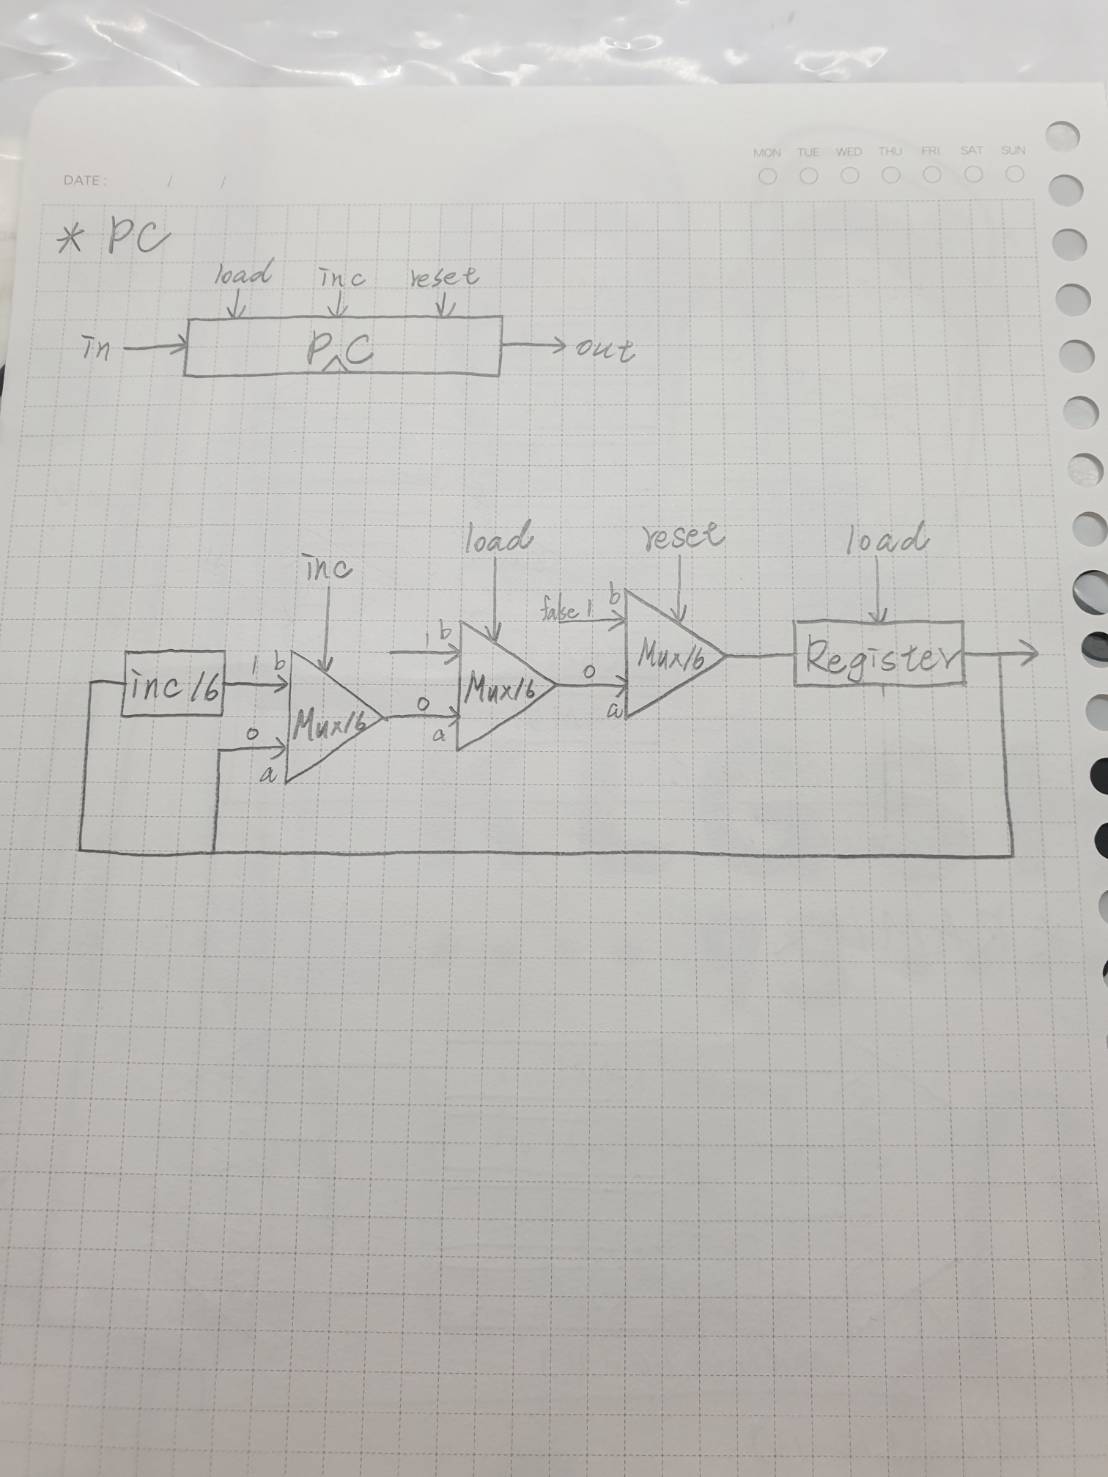 MON TUE WED THU FRI SAT SUN
DATE: / /
* PC
load inc reset
in PC out
inc load reset load
inc16 1 b 0 a Mux16
1 b 0 a Mux16
false 1 b 0 a Mux16
Register